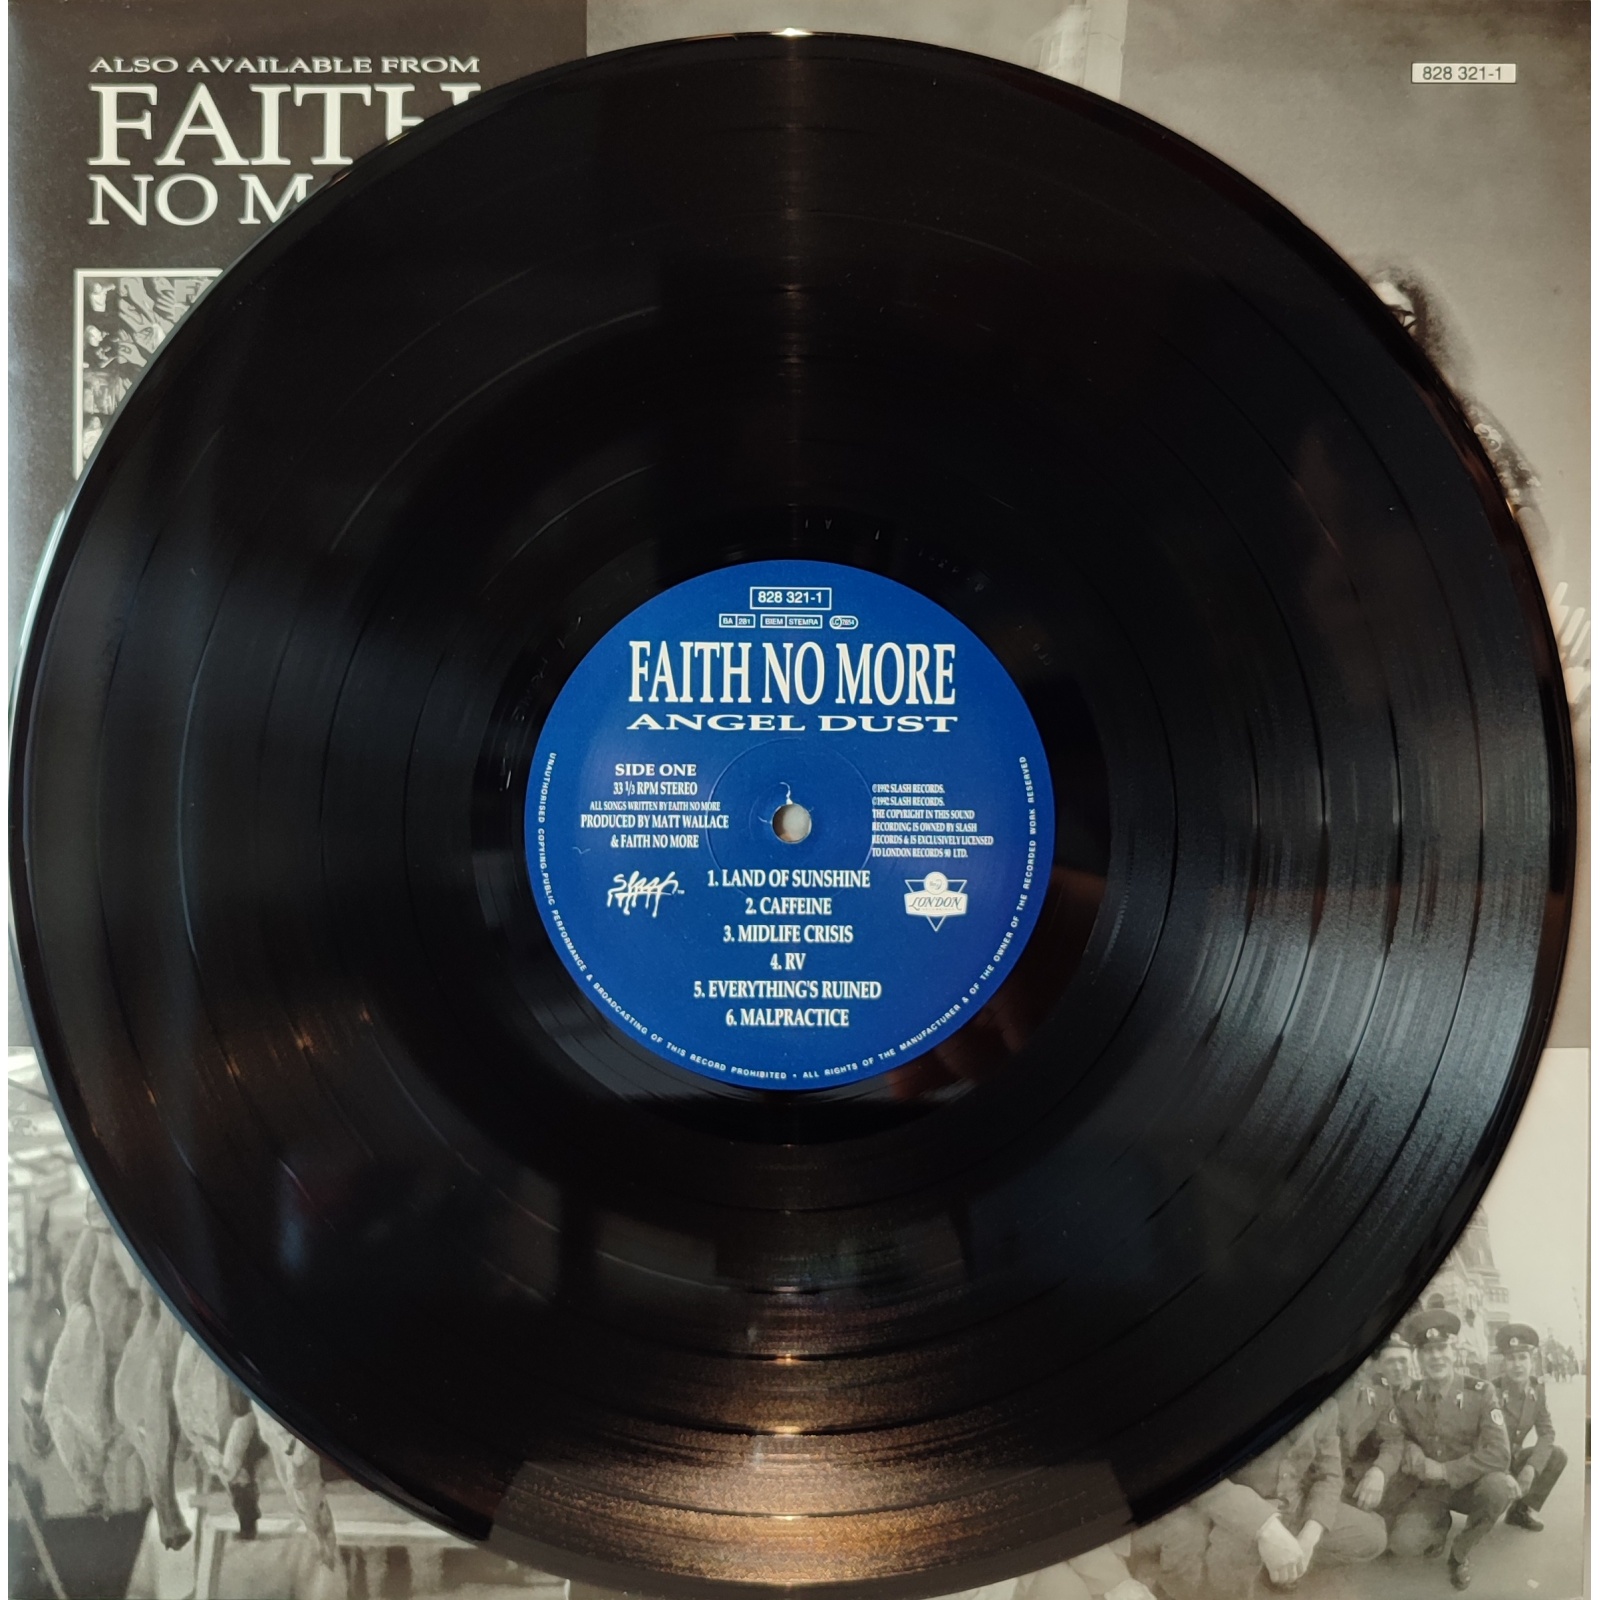 ALSO AVAILABLE FROM
FAITH
NO M
828 321-1
828 321-1
BA 281 BIEM STEMRA LC 7654
FAITH NO MORE
ANGEL DUST
SIDE ONE
33 1/3 RPM STEREO
ALL SONGS WRITTEN BY FAITH NO MORE
PRODUCED BY MATT WALLACE
& FAITH NO MORE
℗1992 SLASH RECORDS.
©1992 SLASH RECORDS.
THE COPYRIGHT IN THIS SOUND
RECORDING IS OWNED BY SLASH
RECORDS & IS EXCLUSIVELY LICENSED
TO LONDON RECORDS 90 LTD.
Slash ™
LONDON
1. LAND OF SUNSHINE
2. CAFFEINE
3. MIDLIFE CRISIS
4. RV
5. EVERYTHING'S RUINED
6. MALPRACTICE
UNAUTHORISED COPYING, PUBLIC PERFORMANCE & BROADCASTING OF THIS RECORD PROHIBITED • ALL RIGHTS OF THE MANUFACTURER & OF THE OWNER OF THE RECORDED WORK RESERVED